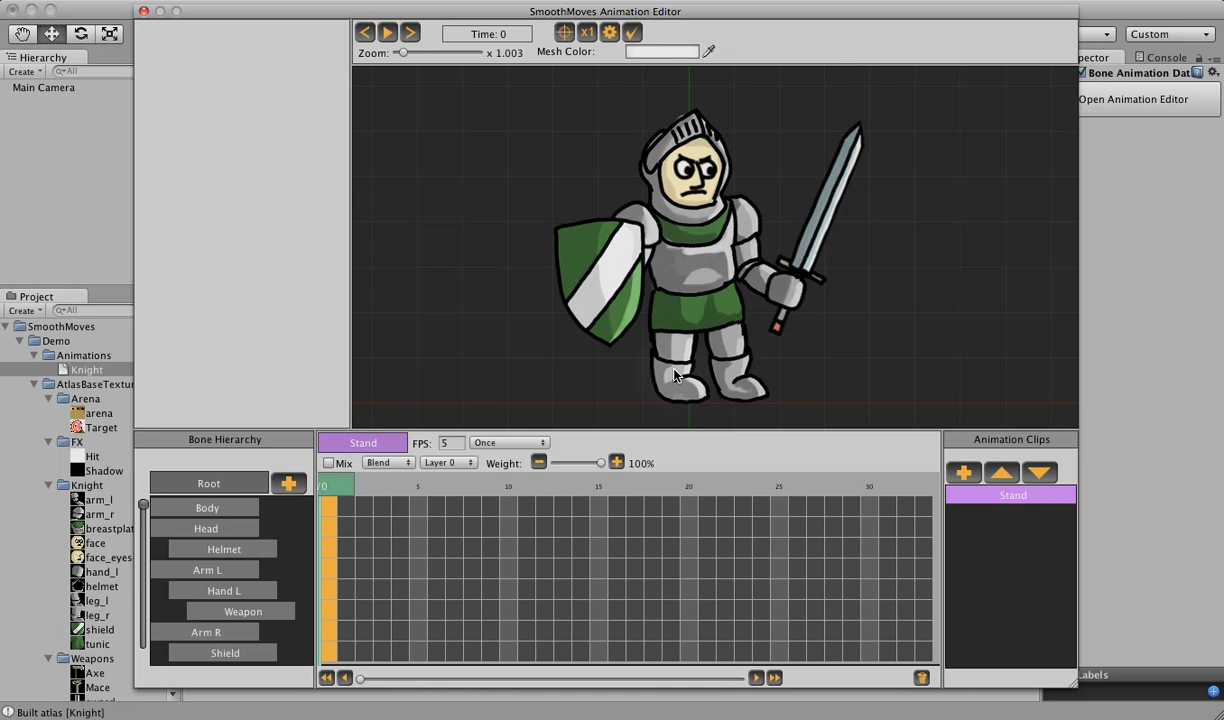 SmoothMoves Animation Editor
Custom
Hierarchy
Create
All
Main Camera
Time: 0
x1
Zoom:
x 1.003
Mesh Color:
pector
Console
Bone Animation Dat
Open Animation Editor
Project
Create
All
SmoothMoves
Demo
Animations
Knight
AtlasBaseTextur
Arena
arena
Target
FX
Hit
Shadow
Knight
arm_l
arm_r
breastplat
face
face_eyes
hand_l
helmet
leg_l
leg_r
shield
tunic
Weapons
Axe
Mace
Bone Hierarchy
Root
Body
Head
Helmet
Arm L
Hand L
Weapon
Arm R
Shield
Stand
FPS: 5
Once
Mix
Blend
Layer 0
Weight:
100%
0 5 10 15 20 25 30
Animation Clips
Stand
Labels
Built atlas [Knight]